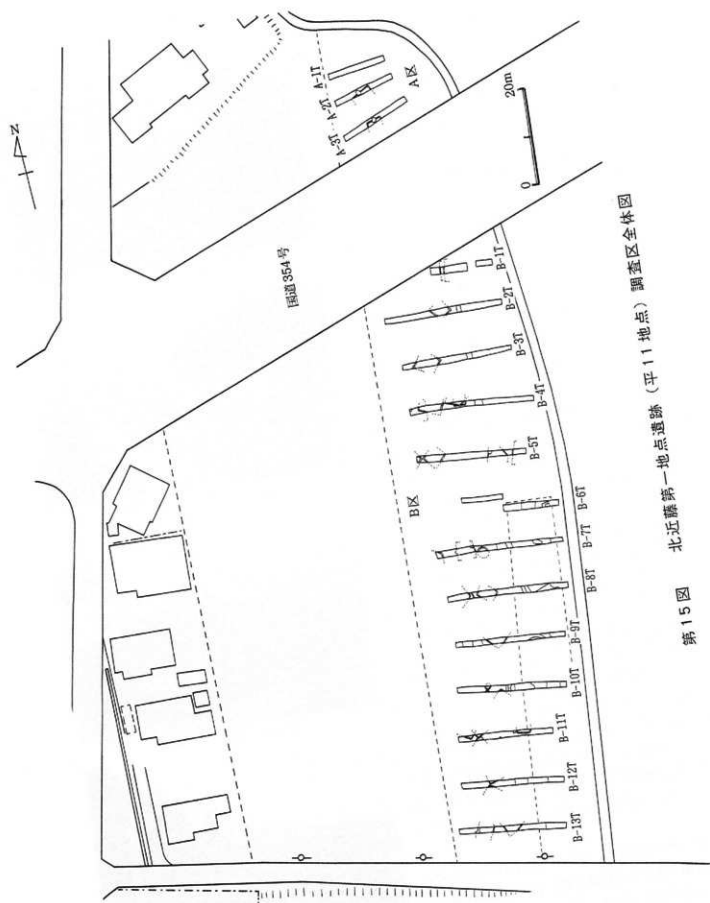 N
A-1T
A-2T
A-3T
A区
国道354号
0
20m
B-1T
B-2T
B-3T
B-4T
B-5T
B区
B-6T
B-7T
B-8T
B-9T
B-10T
B-11T
B-12T
B-13T
第15図 北近藤第一地点遺跡（平11地点）調査区全体図